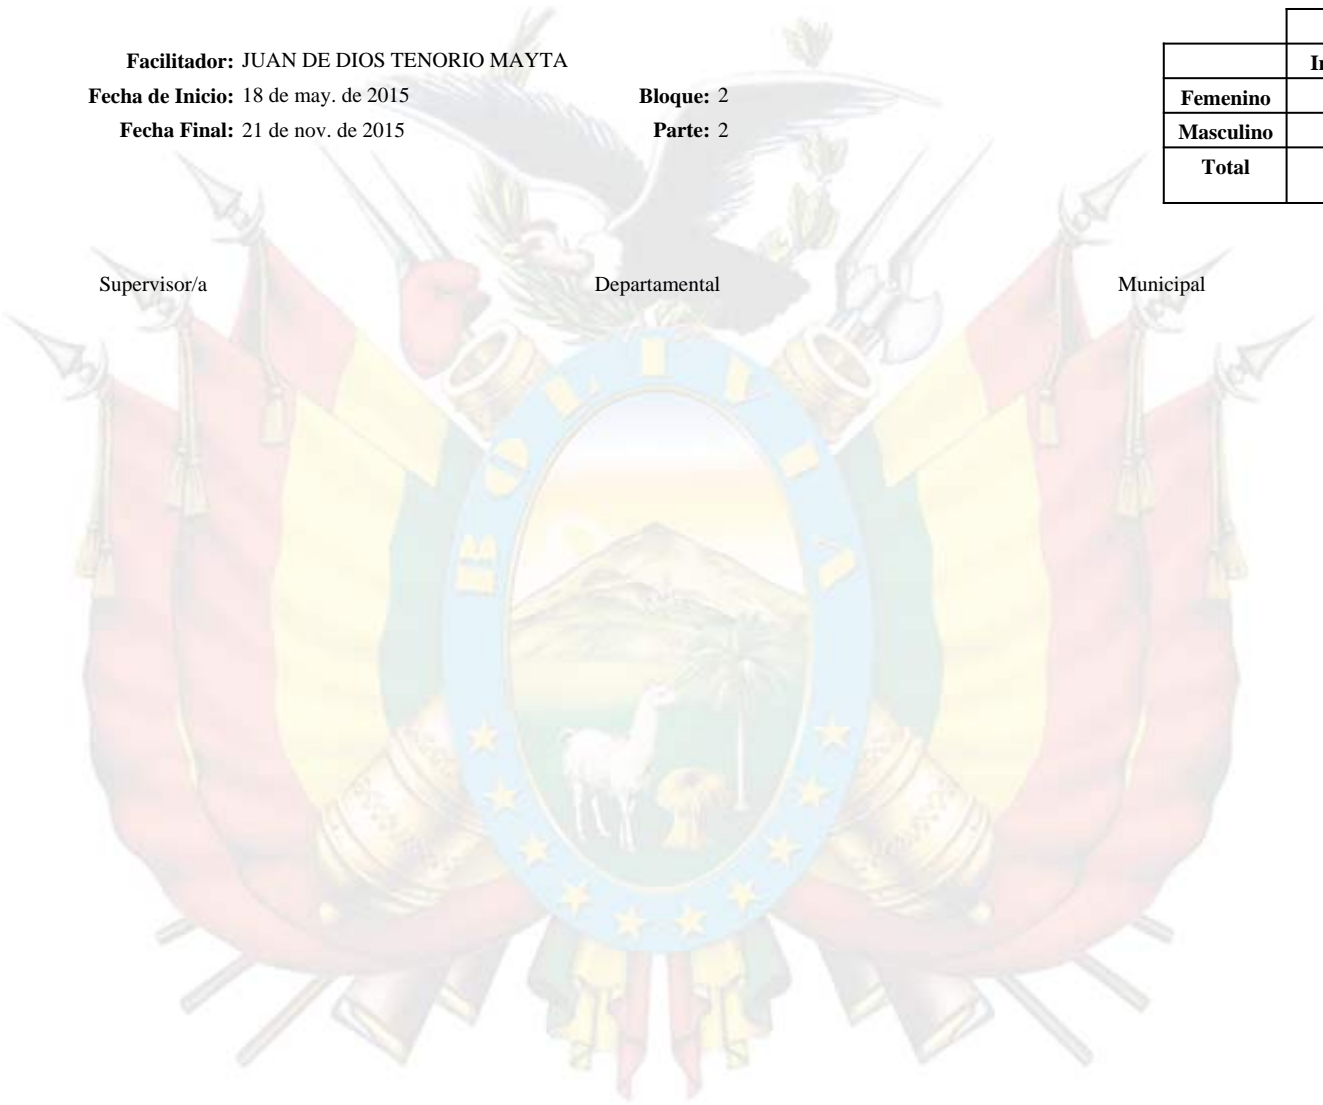 Facilitador: JUAN DE DIOS TENORIO MAYTA
Fecha de Inicio: 18 de may. de 2015 Bloque: 2
Fecha Final: 21 de nov. de 2015 Parte: 2
Femenino
Masculino
Total
Supervisor/a Departamental Municipal
BOLIVIA